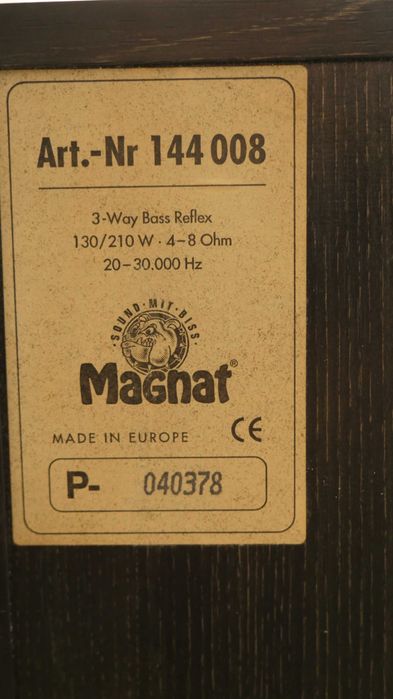 Art.-Nr 144 008
3-Way Bass Reflex
130/210 W · 4–8 Ohm
20–30.000 Hz
·SOUND·MIT·BISS·
Magnat®
MADE IN EUROPE CE
P- 040378